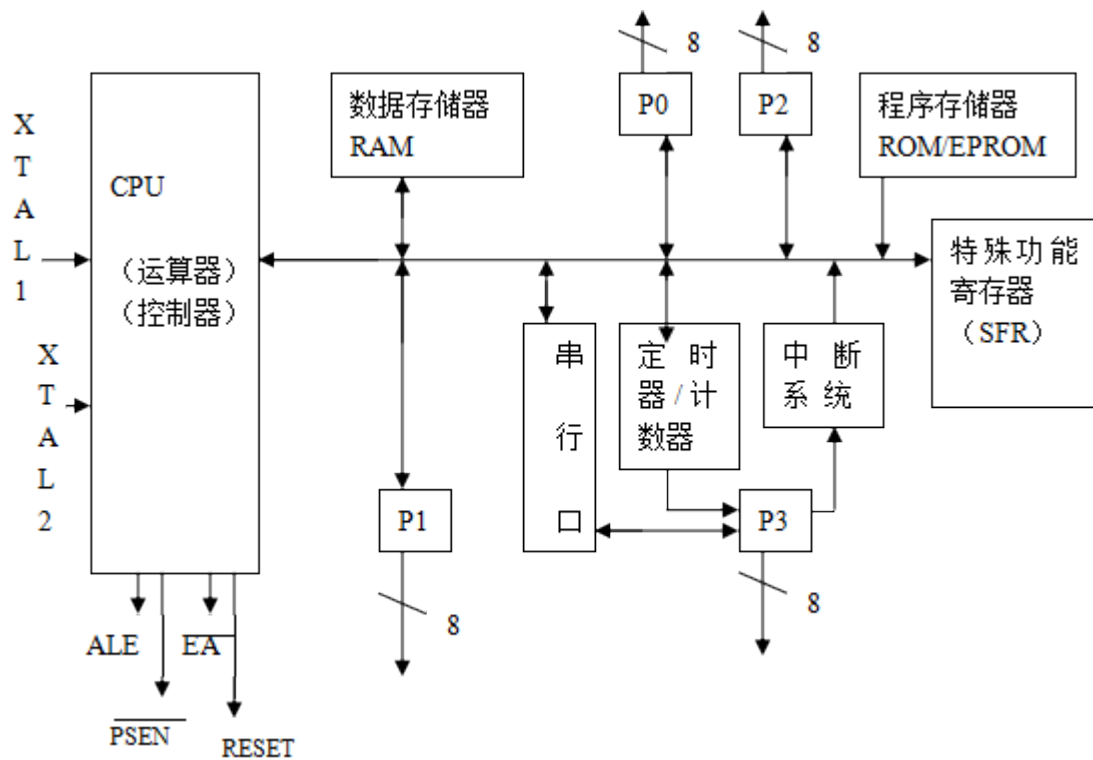 8
8
P0
P2
数据存储器
RAM
程序存储器
ROM/EPROM
XTAL1
CPU
（运算器）
（控制器）
特殊功能
寄存器
（SFR）
XTAL2
串行口
定时
器/计
数器
中断
系统
P1
P3
8
8
ALE
EA
PSEN
RESET